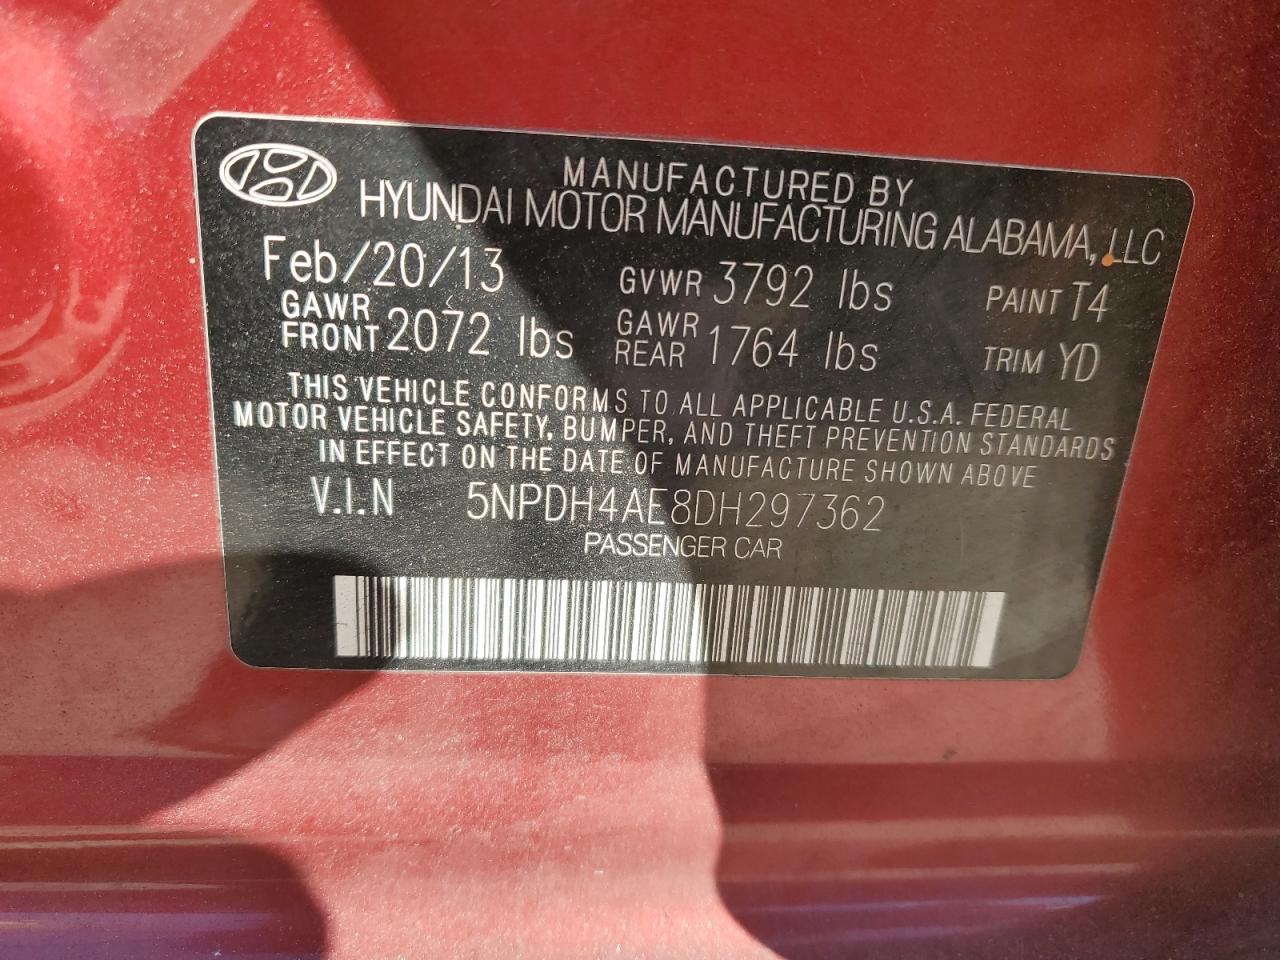 MANUFACTURED BY
HYUNDAI MOTOR MANUFACTURING ALABAMA, LLC
Feb/20/13 GVWR 3792 lbs PAINT T4
GAWR FRONT 2072 lbs GAWR REAR 1764 lbs TRIM YD
THIS VEHICLE CONFORMS TO ALL APPLICABLE U.S.A. FEDERAL
MOTOR VEHICLE SAFETY, BUMPER, AND THEFT PREVENTION STANDARDS
IN EFFECT ON THE DATE OF MANUFACTURE SHOWN ABOVE
V.I.N 5NPDH4AE8DH297362
PASSENGER CAR